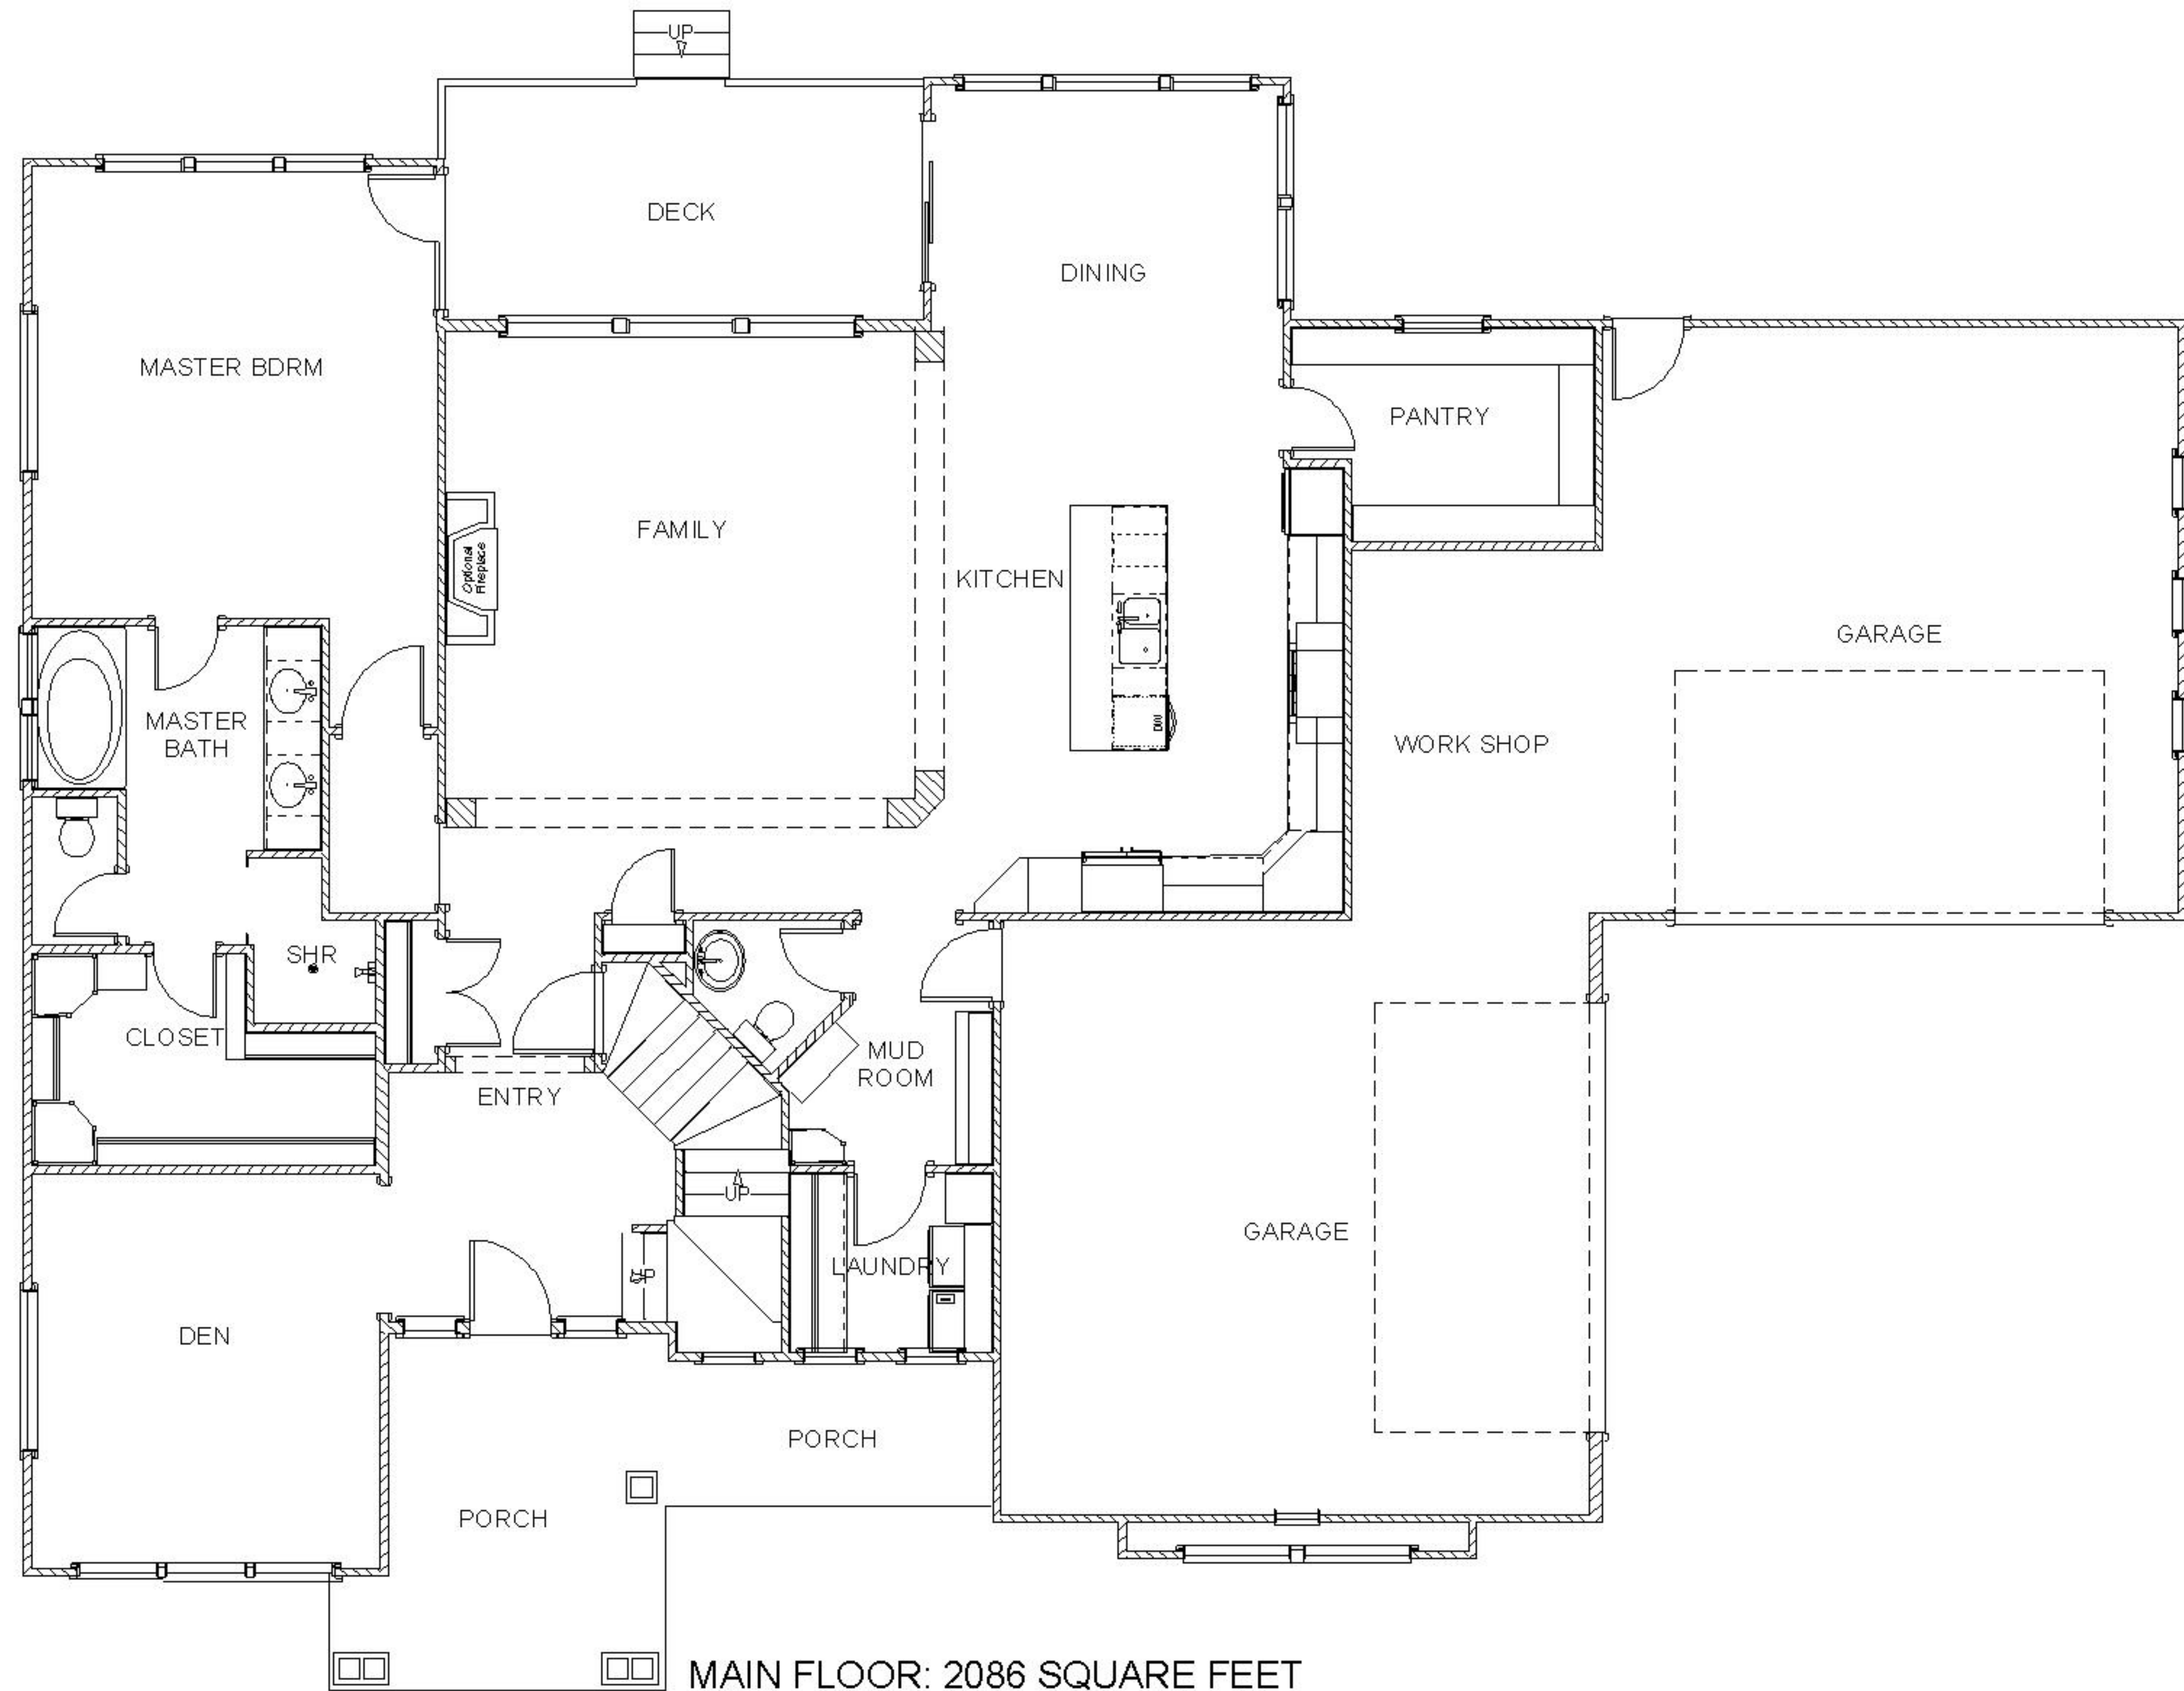 UP
DECK
DINING
MASTER BDRM
PANTRY
FAMILY
Optional
Fireplace
KITCHEN
GARAGE
MASTER
BATH
DW
WORK SHOP
SHR
CLOSET
MUD
ROOM
ENTRY
UP
GARAGE
LAUNDRY
UP
DEN
PORCH
PORCH
MAIN FLOOR: 2086 SQUARE FEET